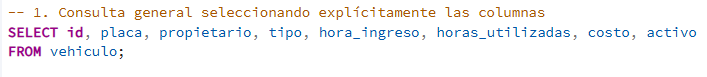 -- 1. Consulta general seleccionando explícitamente las columnas
SELECT id, placa, propietario, tipo, hora_ingreso, horas_utilizadas, costo, activo
FROM vehiculo;